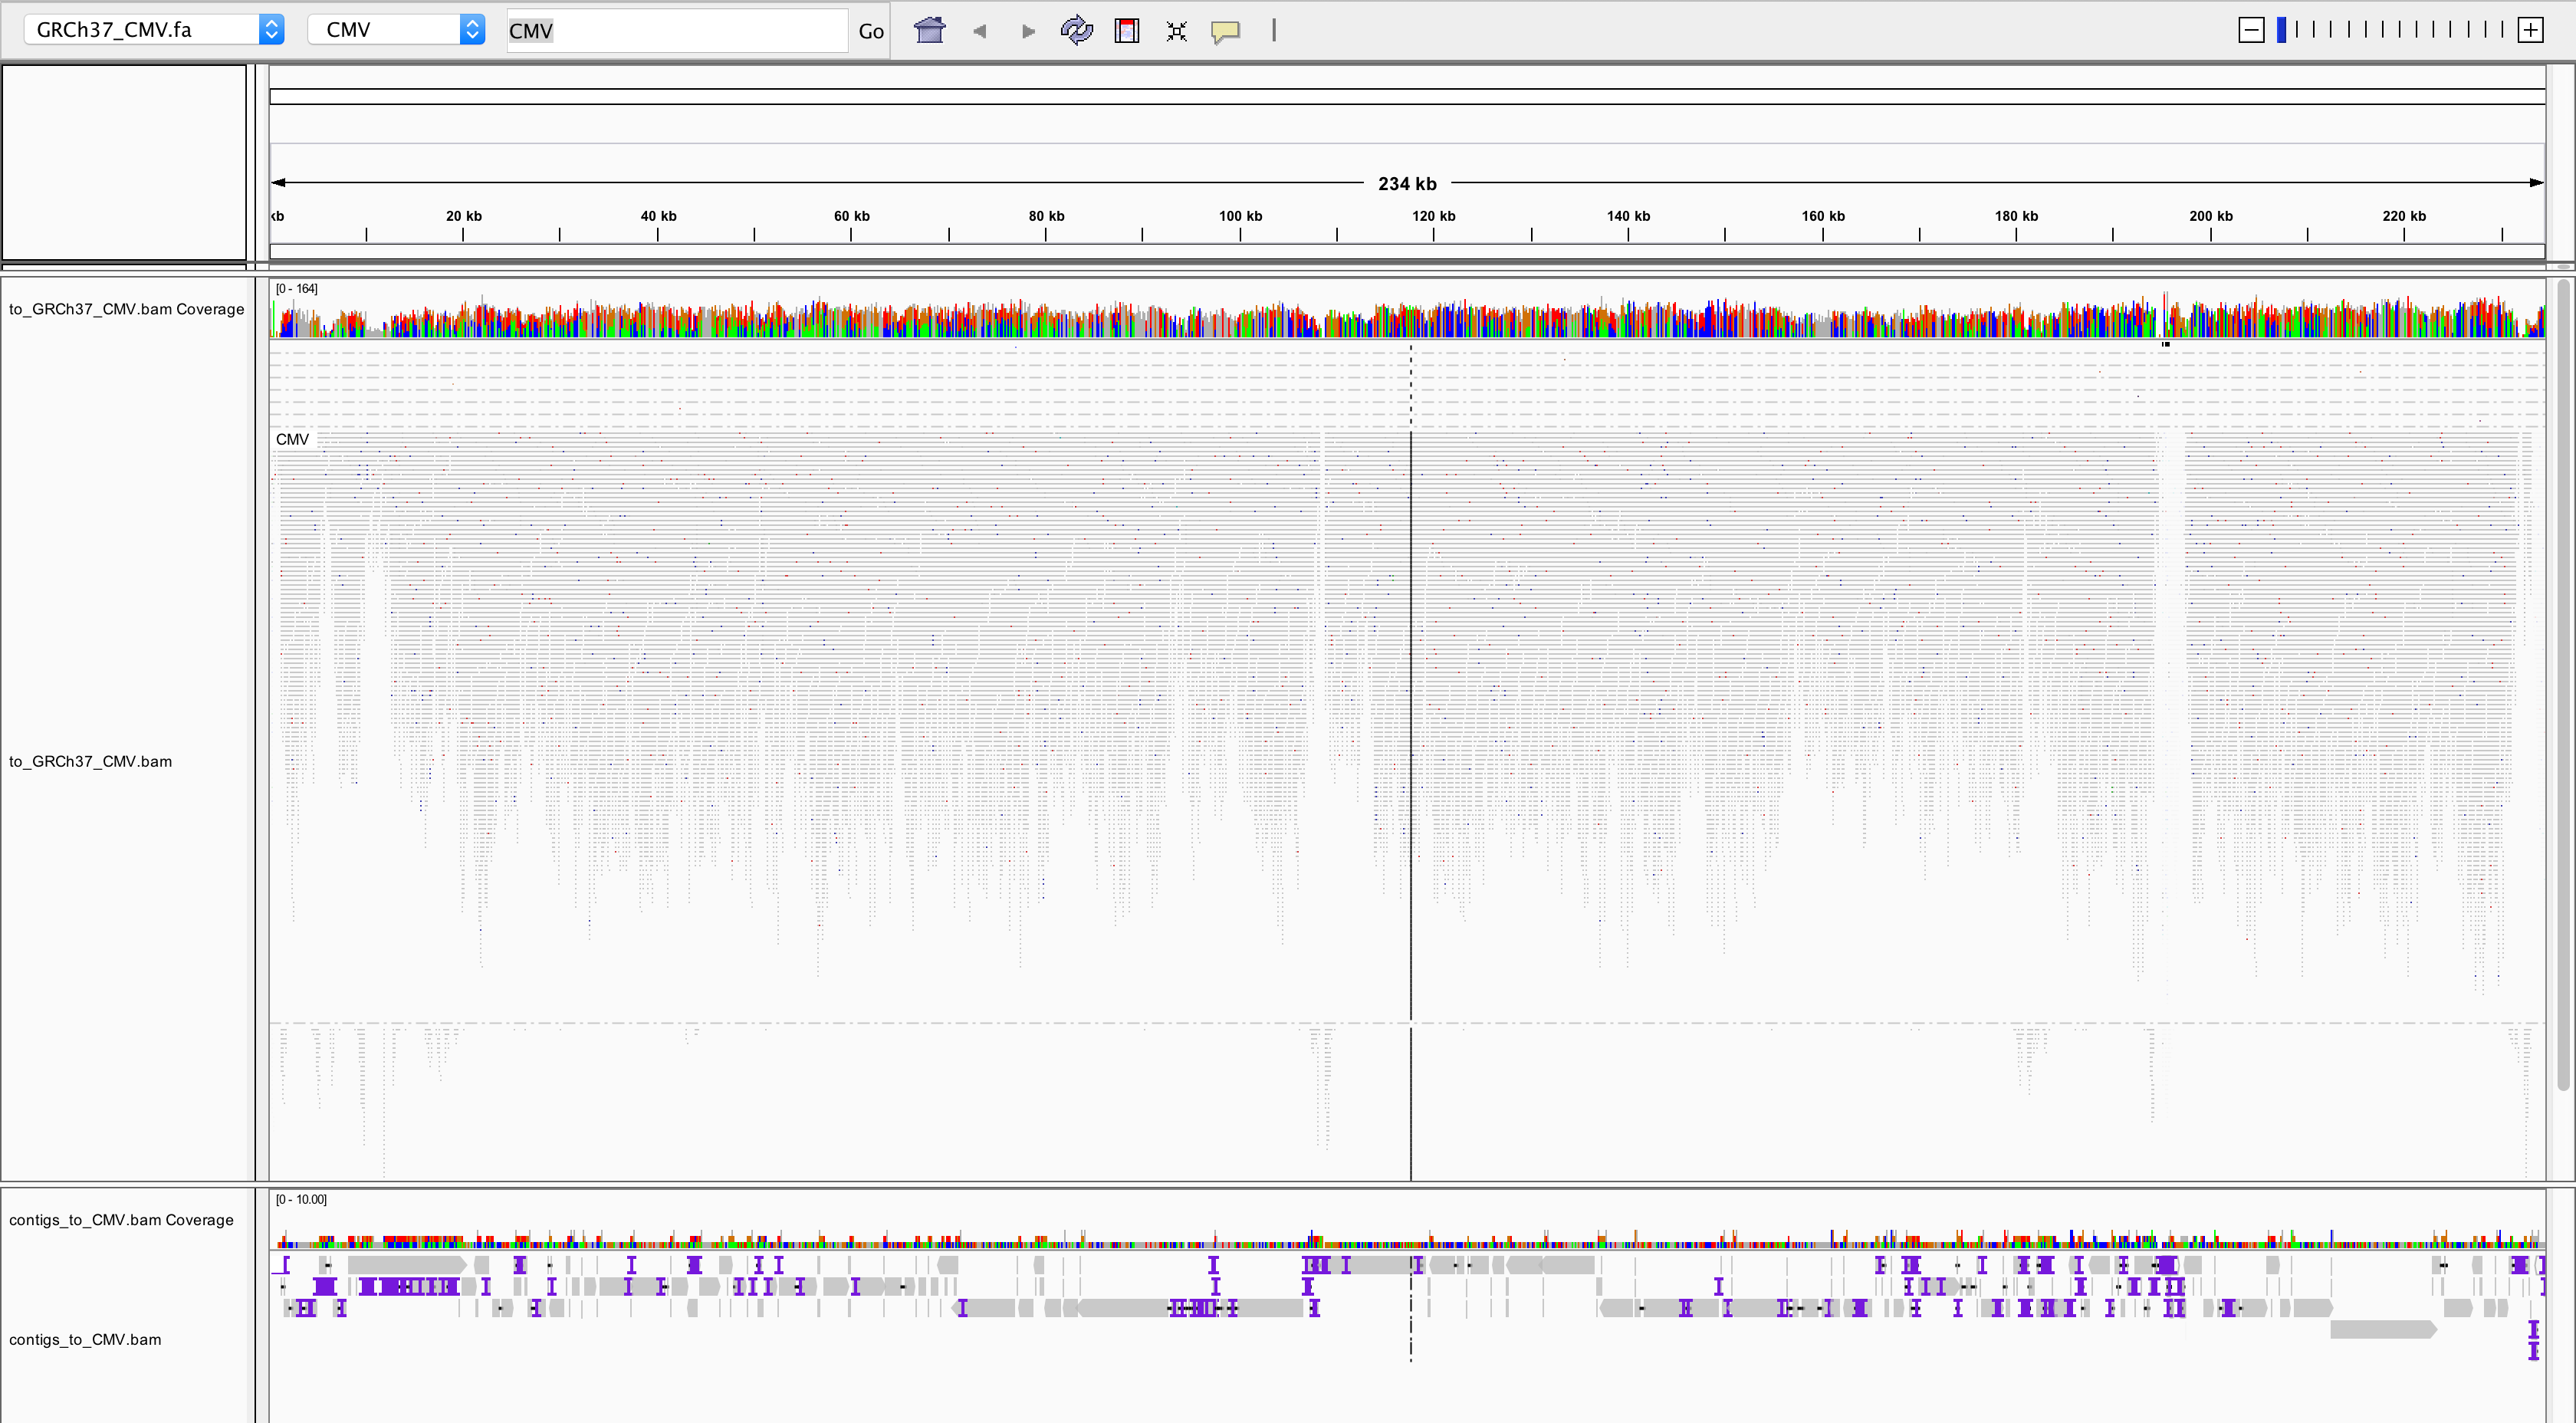 GRCh37_CMV.fa CMV CMV Go
234 kb
kb 20 kb 40 kb 60 kb 80 kb 100 kb 120 kb 140 kb 160 kb 180 kb 200 kb 220 kb
[0 - 164]
to_GRCh37_CMV.bam Coverage
CMV
to_GRCh37_CMV.bam
[0 - 10.00]
contigs_to_CMV.bam Coverage
contigs_to_CMV.bam